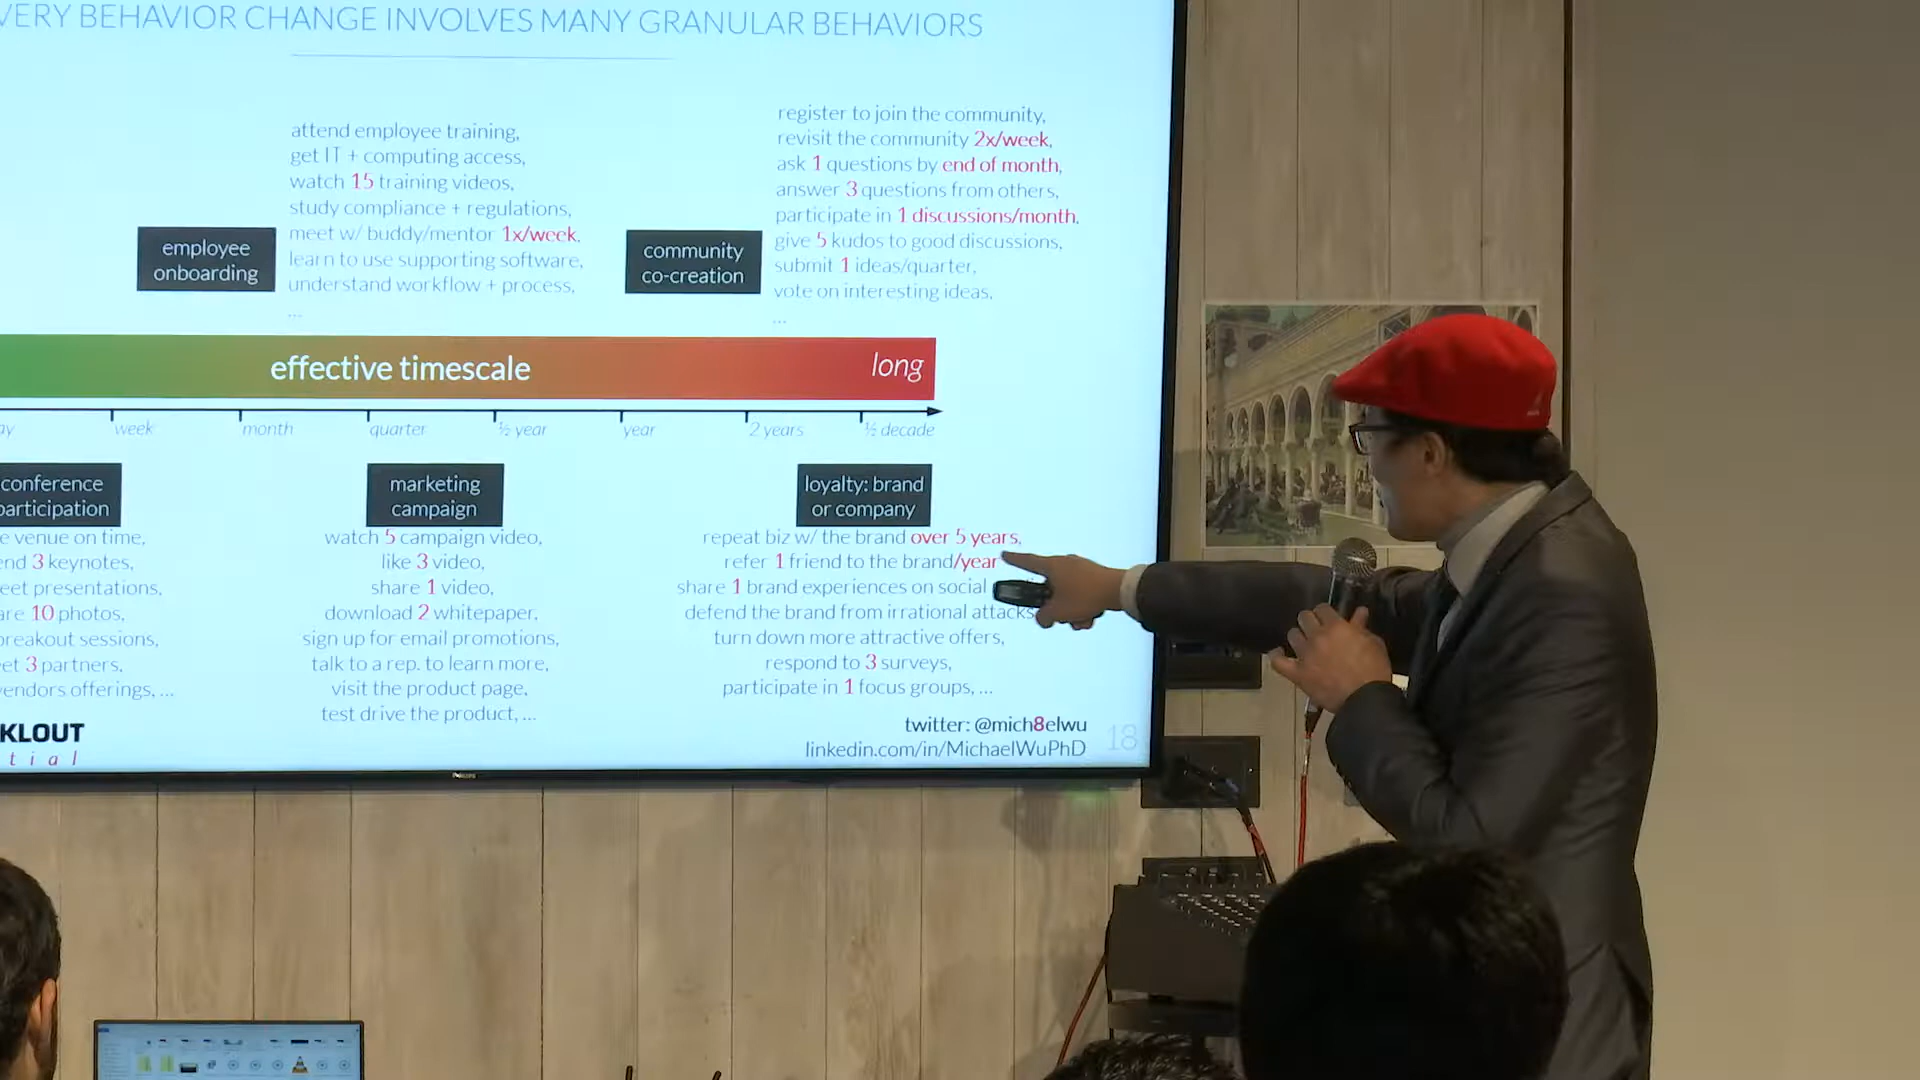 VERY BEHAVIOR CHANGE INVOLVES MANY GRANULAR BEHAVIORS
attend employee training,
get IT + computing access,
watch 15 training videos,
study compliance + regulations,
meet w/ buddy/mentor 1x/week,
learn to use supporting software,
understand workflow + process,
...
employee
onboarding
register to join the community,
revisit the community 2x/week,
ask 1 questions by end of month,
answer 3 questions from others,
participate in 1 discussions/month,
give 5 kudos to good discussions,
submit 1 ideas/quarter,
vote on interesting ideas,
...
community
co-creation
effective timescale
long
ay
week
month
quarter
½ year
year
2 years
½ decade
conference
participation
e venue on time,
end 3 keynotes,
eet presentations,
are 10 photos,
breakout sessions,
eet 3 partners,
vendors offerings, ...
marketing
campaign
watch 5 campaign video,
like 3 video,
share 1 video,
download 2 whitepaper,
sign up for email promotions,
talk to a rep. to learn more,
visit the product page,
test drive the product, ...
loyalty: brand
or company
repeat biz w/ the brand over 5 years,
refer 1 friend to the brand/year
share 1 brand experiences on social
defend the brand from irrational attacks
turn down more attractive offers,
respond to 3 surveys,
participate in 1 focus groups, ...
KLOUT
tial
twitter: @mich8elwu
linkedin.com/in/MichaelWuPhD
18
PHILIPS